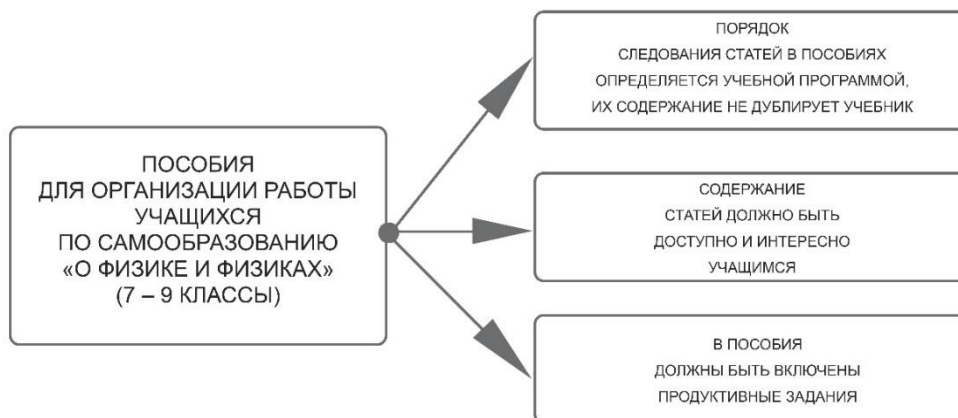 ПОСОБИЯ
ДЛЯ ОРГАНИЗАЦИИ РАБОТЫ
УЧАЩИХСЯ
ПО САМООБРАЗОВАНИЮ
«О ФИЗИКЕ И ФИЗИКАХ»
(7 – 9 КЛАССЫ)
ПОРЯДОК
СЛЕДОВАНИЯ СТАТЕЙ В ПОСОБИЯХ
ОПРЕДЕЛЯЕТСЯ УЧЕБНОЙ ПРОГРАММОЙ,
ИХ СОДЕРЖАНИЕ НЕ ДУБЛИРУЕТ УЧЕБНИК
СОДЕРЖАНИЕ
СТАТЕЙ ДОЛЖНО БЫТЬ
ДОСТУПНО И ИНТЕРЕСНО
УЧАЩИМСЯ
В ПОСОБИЯ
ДОЛЖНЫ БЫТЬ ВКЛЮЧЕНЫ
ПРОДУКТИВНЫЕ ЗАДАНИЯ